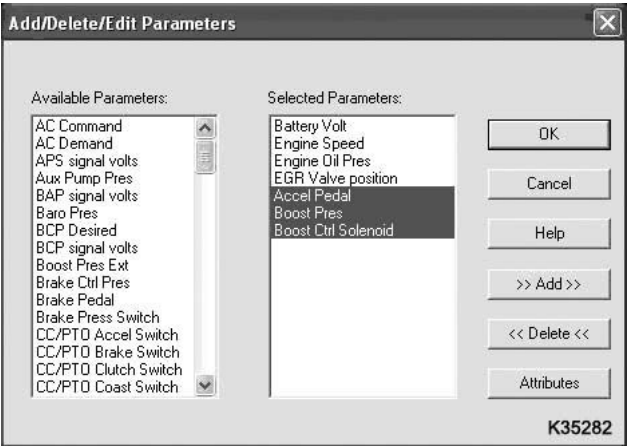 Add/Delete/Edit Parameters
Available Parameters:
AC Command
AC Demand
APS signal volts
Aux Pump Pres
BAP signal volts
Baro Pres
BCP Desired
BCP signal volts
Boost Pres Ext
Brake Ctrl Pres
Brake Pedal
Brake Press Switch
CC/PTO Accel Switch
CC/PTO Brake Switch
CC/PTO Clutch Switch
CC/PTO Coast Switch
Selected Parameters:
Battery Volt
Engine Speed
Engine Oil Pres
EGR Valve position
Accel Pedal
Boost Pres
Boost Ctrl Solenoid
OK
Cancel
Help
>> Add >>
<< Delete <<
Attributes
K35282